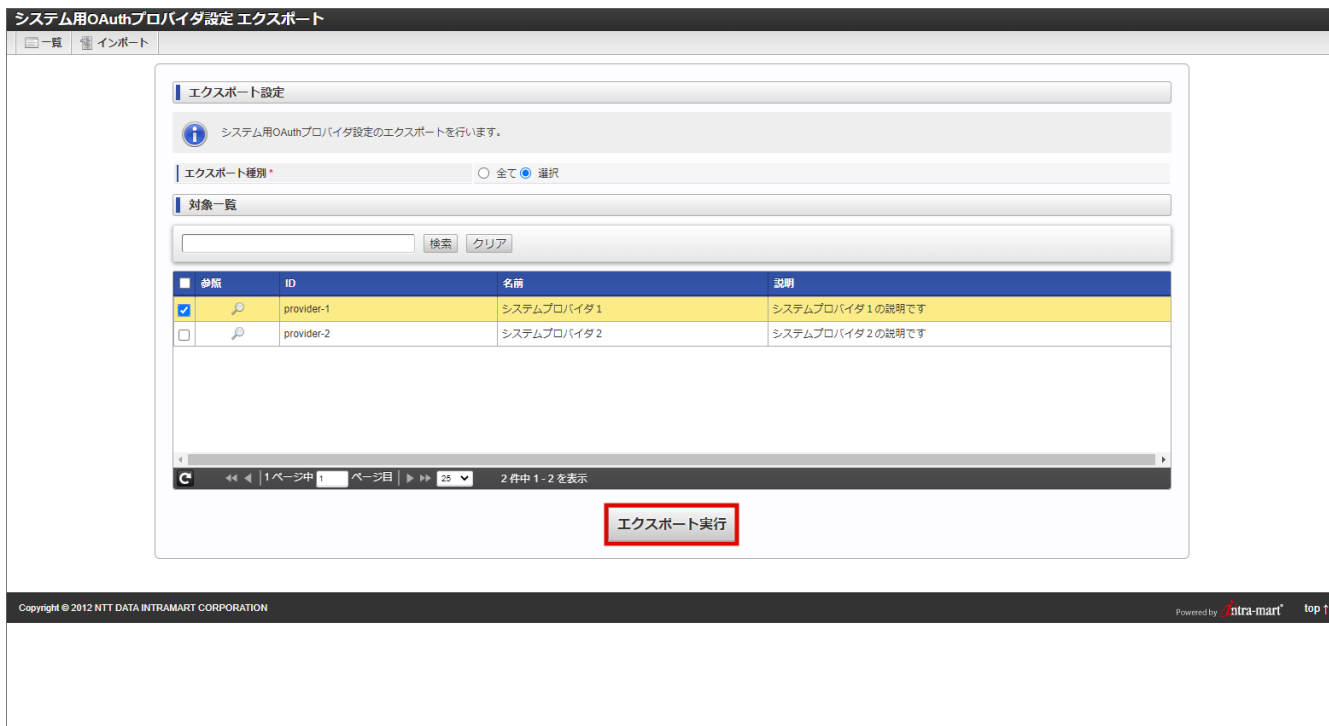 システム用OAuthプロバイダ設定 エクスポート
一覧 インポート
エクスポート設定
システム用OAuthプロバイダ設定のエクスポートを行います。
エクスポート種別* 全て 選択
対象一覧
検索 クリア
参照 ID 名前 説明
provider-1 システムプロバイダ１ システムプロバイダ１の説明です
provider-2 システムプロバイダ２ システムプロバイダ２の説明です
1 ページ中 1 ページ目 25 2 件中 1 - 2 を表示
エクスポート実行
Copyright © 2012 NTT DATA INTRAMART CORPORATION Powered by intra-mart® top ↑